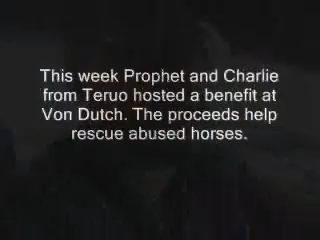 This week Prophet and Charlie
from Teruo hosted a benefit at
Von Dutch. The proceeds help
rescue abused horses.